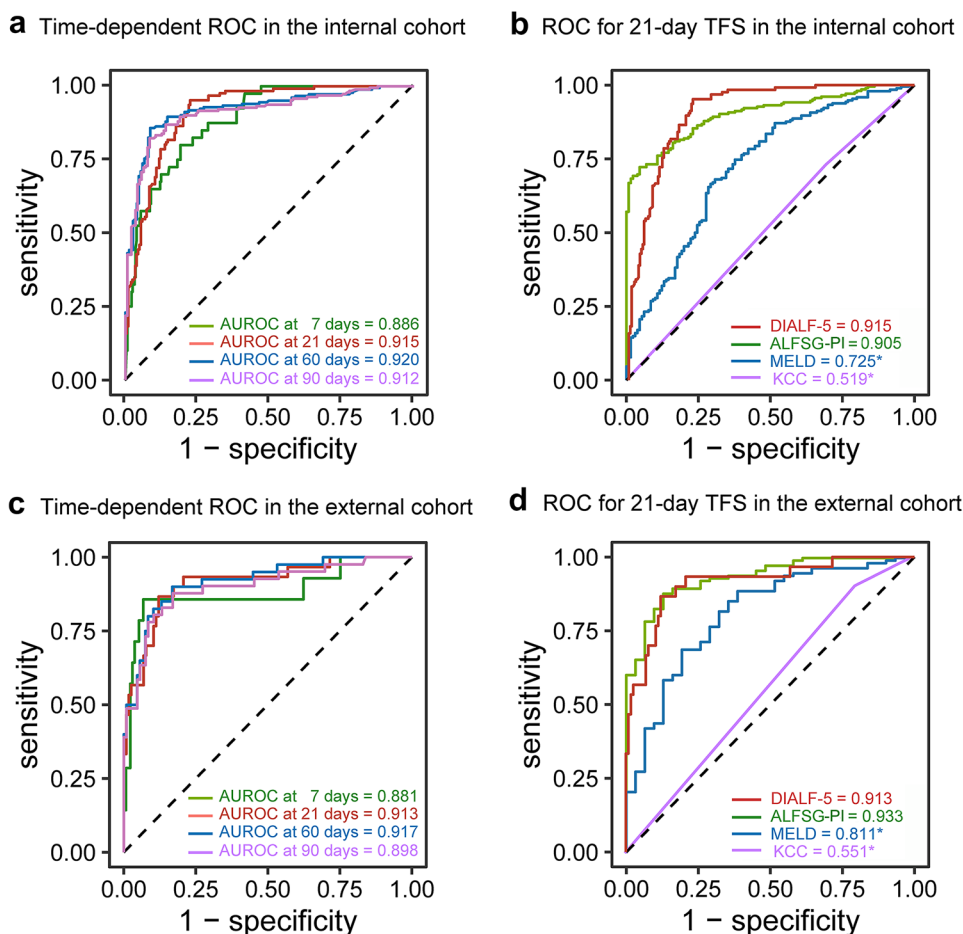 a Time-dependent ROC in the internal cohort
sensitivity
1.00
0.75
0.50
0.25
0.00
AUROC at 7 days = 0.886
AUROC at 21 days = 0.915
AUROC at 60 days = 0.920
AUROC at 90 days = 0.912
0.00 0.25 0.50 0.75 1.00
1 − specificity
b ROC for 21-day TFS in the internal cohort
sensitivity
1.00
0.75
0.50
0.25
0.00
DIALF-5 = 0.915
ALFSG-PI = 0.905
MELD = 0.725*
KCC = 0.519*
0.00 0.25 0.50 0.75 1.00
1 − specificity
c Time-dependent ROC in the external cohort
sensitivity
1.00
0.75
0.50
0.25
0.00
AUROC at 7 days = 0.881
AUROC at 21 days = 0.913
AUROC at 60 days = 0.917
AUROC at 90 days = 0.898
0.00 0.25 0.50 0.75 1.00
1 − specificity
d ROC for 21-day TFS in the external cohort
sensitivity
1.00
0.75
0.50
0.25
0.00
DIALF-5 = 0.913
ALFSG-PI = 0.933
MELD = 0.811*
KCC = 0.551*
0.00 0.25 0.50 0.75 1.00
1 − specificity